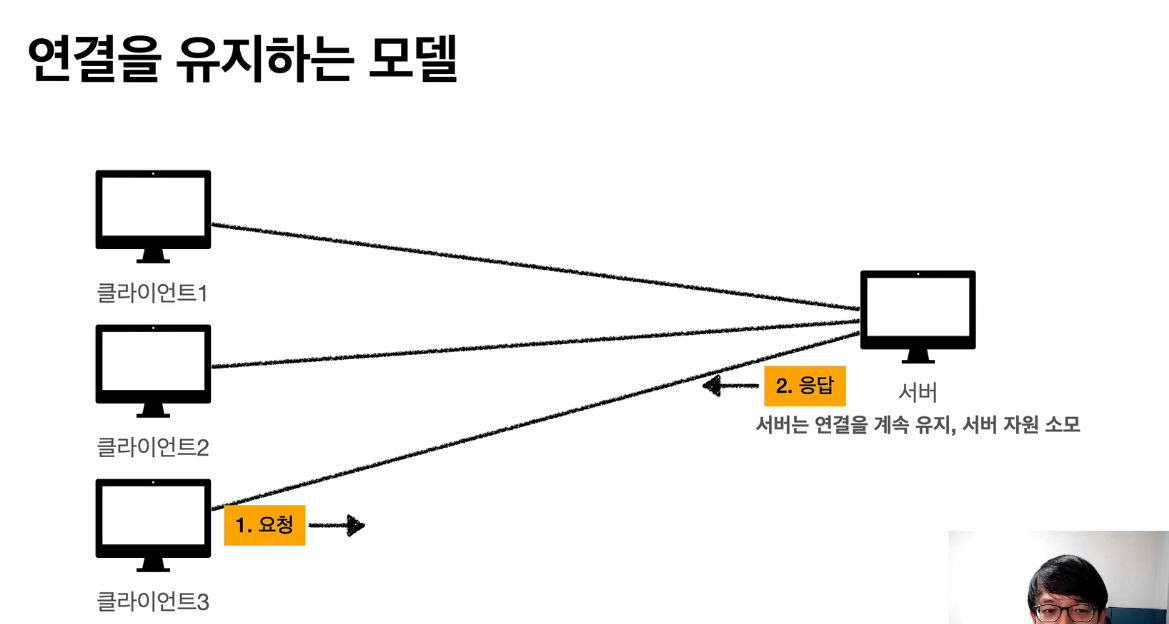 연결을 유지하는 모델
클라이언트1
클라이언트2
2. 응답
서버
서버는 연결을 계속 유지, 서버 자원 소모
1. 요청
클라이언트3